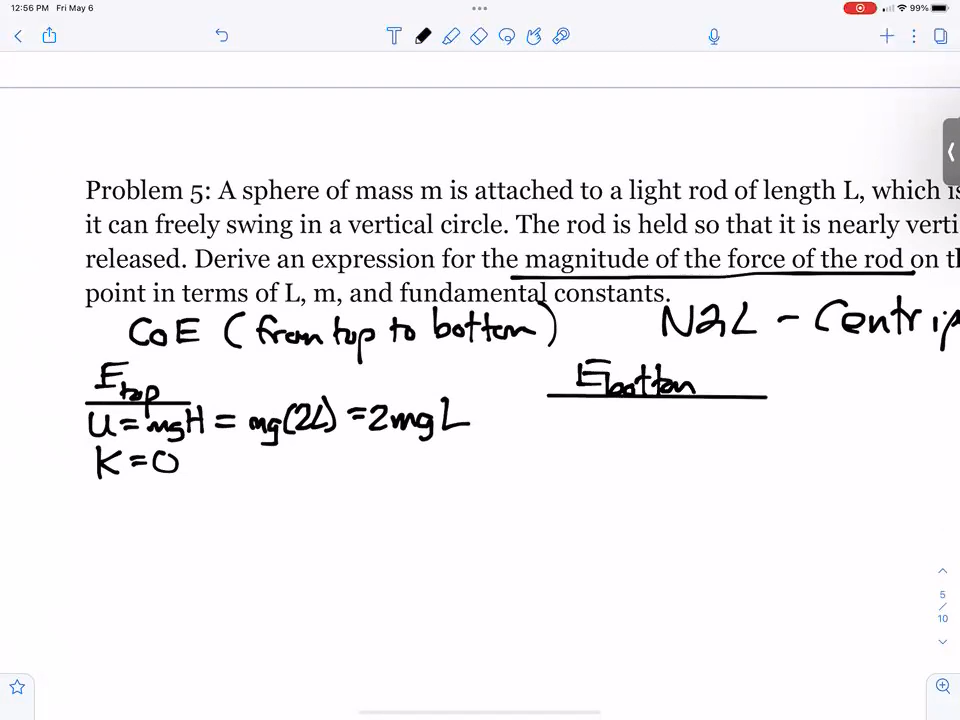 12:56 PM Fri May 6
99%
Problem 5: A sphere of mass m is attached to a light rod of length L, which is
it can freely swing in a vertical circle. The rod is held so that it is nearly verti
released. Derive an expression for the magnitude of the force of the rod on th
point in terms of L, m, and fundamental constants.
CoE (from top to bottom) N2L - Centrip
Etop Ebottom
U = mgH = mg(2L) = 2mgL
K = 0
5
/
10